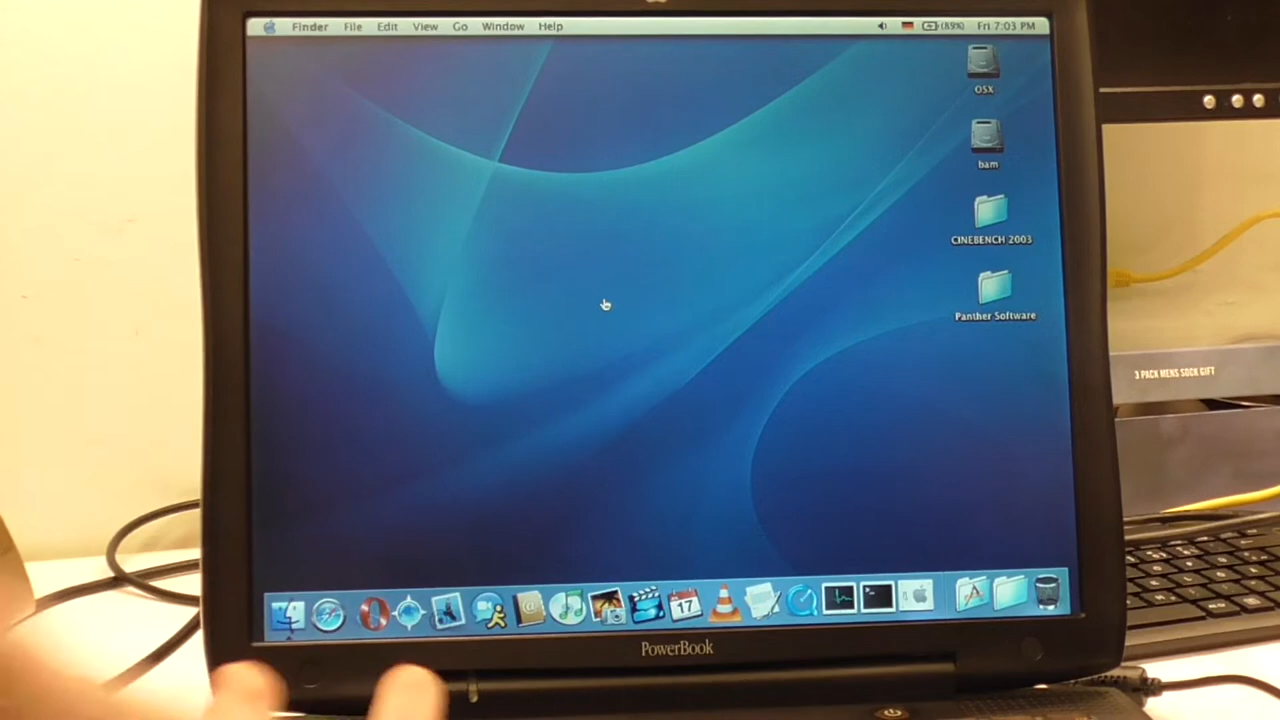 Finder File Edit View Go Window Help (89%) Fri 7:03 PM
OSX
bam
CINEBENCH 2003
Panther Software
3 PACK MENS SOCK GIFT
17
PowerBook